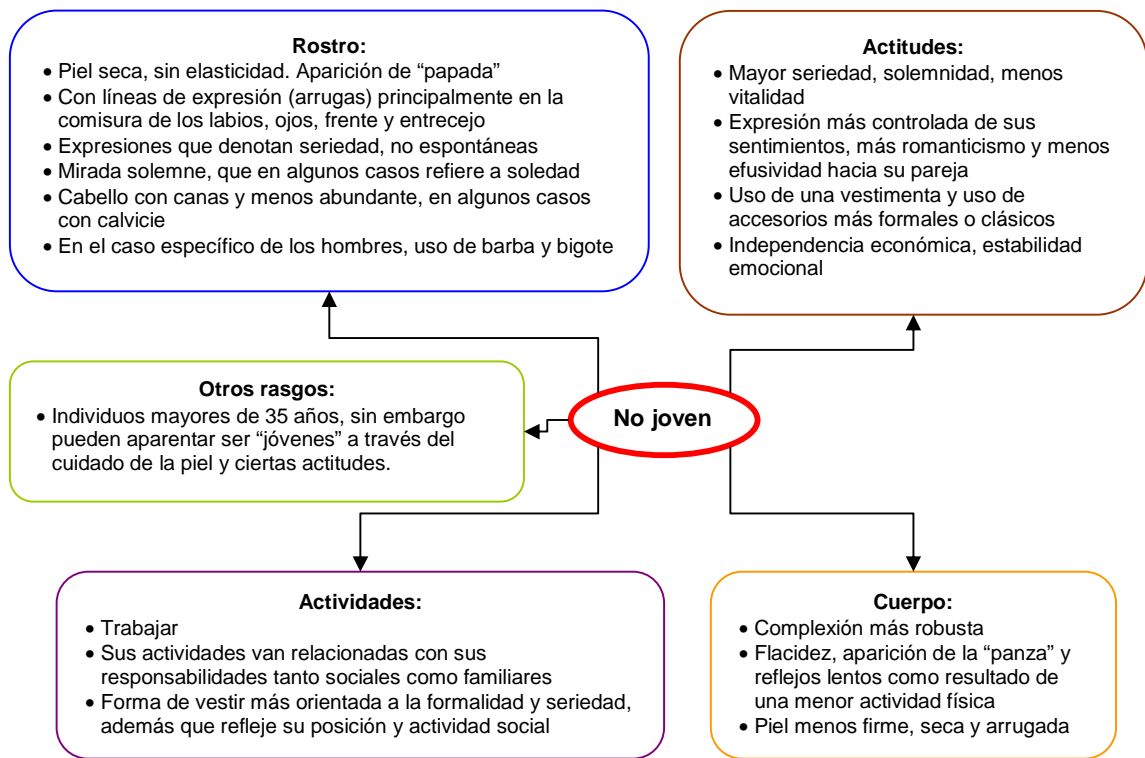 Rostro:
• Piel seca, sin elasticidad. Aparición de “papada”
• Con líneas de expresión (arrugas) principalmente en la
comisura de los labios, ojos, frente y entrecejo
• Expresiones que denotan seriedad, no espontáneas
• Mirada solemne, que en algunos casos refiere a soledad
• Cabello con canas y menos abundante, en algunos casos
con calvicie
• En el caso específico de los hombres, uso de barba y bigote
Actitudes:
• Mayor seriedad, solemnidad, menos
vitalidad
• Expresión más controlada de sus
sentimientos, más romanticismo y menos
efusividad hacia su pareja
• Uso de una vestimenta y uso de
accesorios más formales o clásicos
• Independencia económica, estabilidad
emocional
Otros rasgos:
• Individuos mayores de 35 años, sin embargo
pueden aparentar ser “jóvenes” a través del
cuidado de la piel y ciertas actitudes.
No joven
Actividades:
• Trabajar
• Sus actividades van relacionadas con sus
responsabilidades tanto sociales como familiares
• Forma de vestir más orientada a la formalidad y seriedad,
además que refleje su posición y actividad social
Cuerpo:
• Complexión más robusta
• Flacidez, aparición de la “panza” y
reflejos lentos como resultado de
una menor actividad física
• Piel menos firme, seca y arrugada